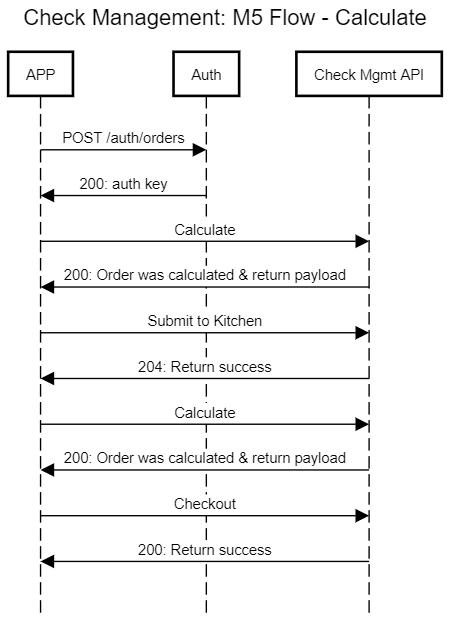 Check Management: M5 Flow - Calculate
APP
Auth
Check Mgmt API
POST /auth/orders
200: auth key
Calculate
200: Order was calculated & return payload
Submit to Kitchen
204: Return success
Calculate
200: Order was calculated & return payload
Checkout
200: Return success